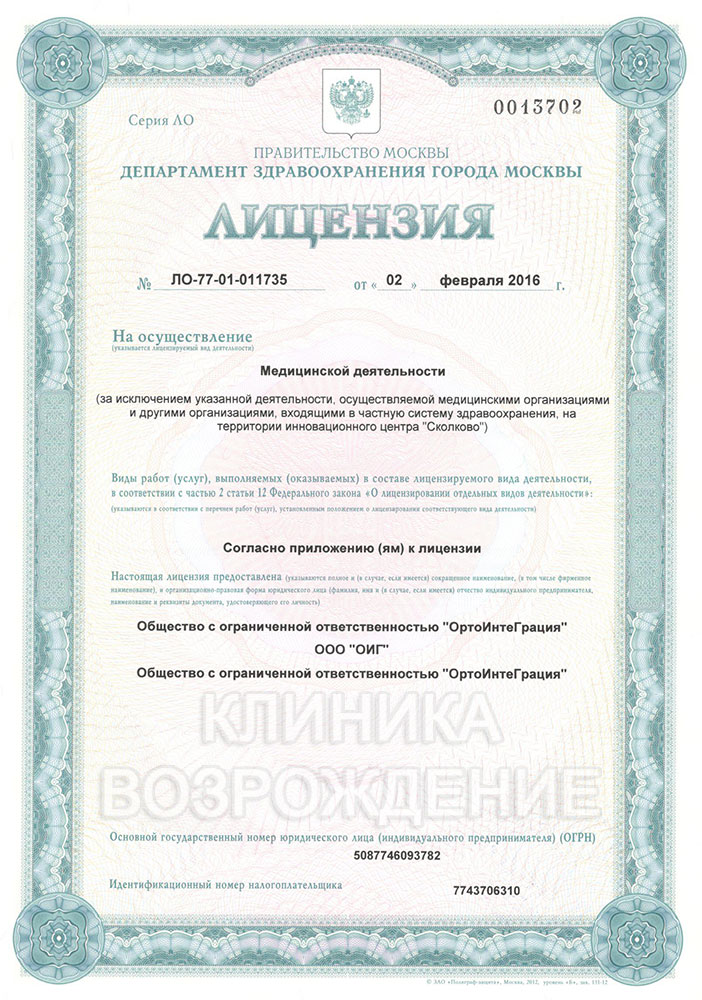 Серия ЛО
0013702
ПРАВИТЕЛЬСТВО МОСКВЫ
ДЕПАРТАМЕНТ ЗДРАВООХРАНЕНИЯ ГОРОДА МОСКВЫ
ЛИЦЕНЗИЯ
№ ЛО-77-01-011735 от « 02 » февраля 2016 г.
На осуществление
(указывается лицензируемый вид деятельности)
Медицинской деятельности
(за исключением указанной деятельности, осуществляемой медицинскими организациями
и другими организациями, входящими в частную систему здравоохранения, на
территории инновационного центра "Сколково")
Виды работ (услуг), выполняемых (оказываемых) в составе лицензируемого вида деятельности,
в соответствии с частью 2 статьи 12 Федерального закона «О лицензировании отдельных видов деятельности»:
(указываются в соответствии с перечнем работ (услуг), установленным положением о лицензировании соответствующего вида деятельности)
Согласно приложению (ям) к лицензии
Настоящая лицензия предоставлена (указываются полное и (в случае, если имеется) сокращенное наименование, (в том числе фирменное
наименование), и организационно-правовая форма юридического лица (фамилия, имя и (в случае, если имеется) отчество индивидуального предпринимателя,
наименование и реквизиты документа, удостоверяющего его личность)
Общество с ограниченной ответственностью "ОртоИнтеГрация"
ООО "ОИГ"
Общество с ограниченной ответственностью "ОртоИнтеГрация"
КЛИНИКА
ВОЗРОЖДЕНИЕ
Основной государственный номер юридического лица (индивидуального предпринимателя) (ОГРН)
5087746093782
Идентификационный номер налогоплательщика 7743706310
© ЗАО «Полиграф-защита», Москва, 2012, уровень «Б», зак. 111-12